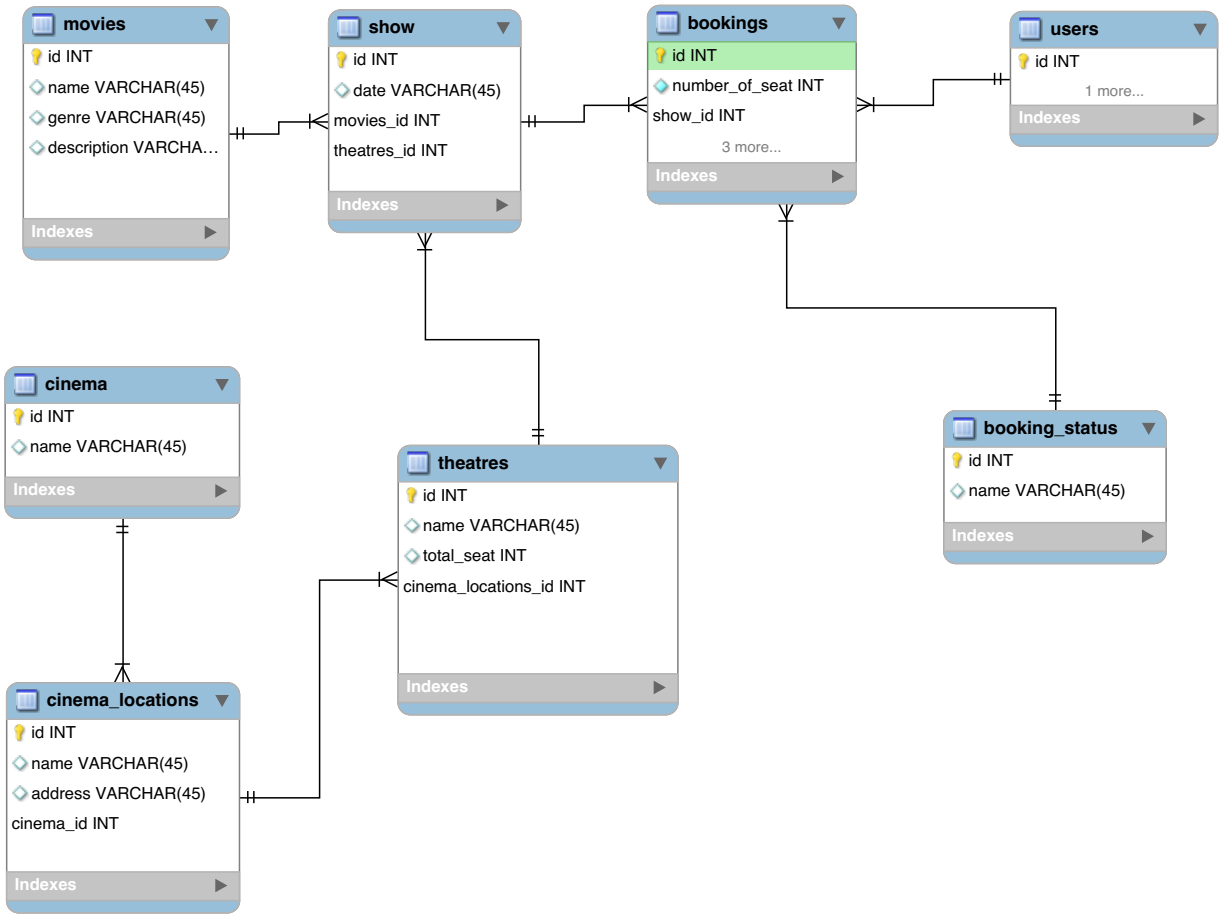 movies
id INT
name VARCHAR(45)
genre VARCHAR(45)
description VARCHA...
Indexes
show
id INT
date VARCHAR(45)
movies_id INT
theatres_id INT
Indexes
bookings
id INT
number_of_seat INT
show_id INT
3 more...
Indexes
users
id INT
1 more...
Indexes
cinema
id INT
name VARCHAR(45)
Indexes
theatres
id INT
name VARCHAR(45)
total_seat INT
cinema_locations_id INT
Indexes
booking_status
id INT
name VARCHAR(45)
Indexes
cinema_locations
id INT
name VARCHAR(45)
address VARCHAR(45)
cinema_id INT
Indexes